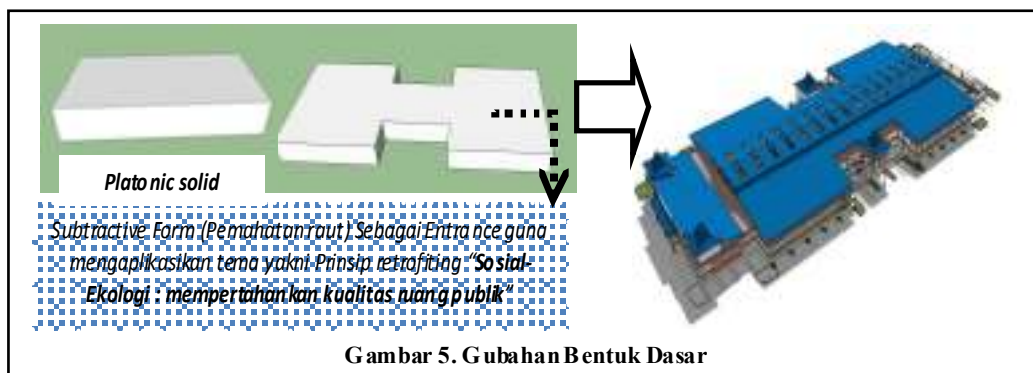 Platonic solid
Subtractive Form (Pemahatan raut) Sebagai Entrance guna
mengaplikasikan tema yakni Prinsip retrafiting "Sosial-
Ekologi : mempertahankan kualitas ruang publik"
Gambar 5. Gubahan Bentuk Dasar